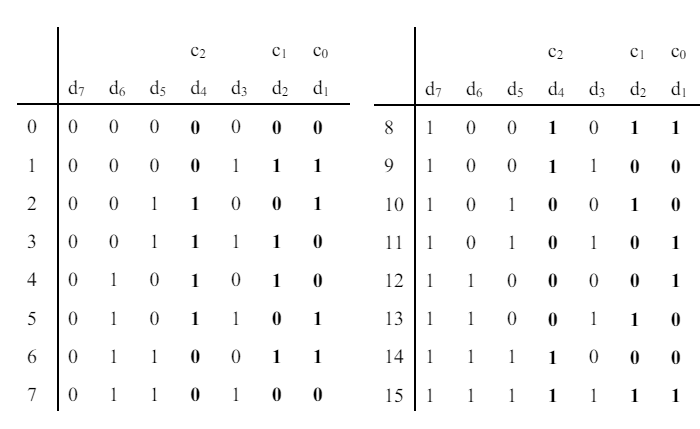 c₂ c₁ c₀ c₂ c₁ c₀
d₇ d₆ d₅ d₄ d₃ d₂ d₁ d₇ d₆ d₅ d₄ d₃ d₂ d₁
0 0 0 0 0 0 0 0 8 1 0 0 1 0 1 1
1 0 0 0 0 1 1 1 9 1 0 0 1 1 0 0
2 0 0 1 1 0 0 1 10 1 0 1 0 0 1 0
3 0 0 1 1 1 1 0 11 1 0 1 0 1 0 1
4 0 1 0 1 0 1 0 12 1 1 0 0 0 0 1
5 0 1 0 1 1 0 1 13 1 1 0 0 1 1 0
6 0 1 1 0 0 1 1 14 1 1 1 1 0 0 0
7 0 1 1 0 1 0 0 15 1 1 1 1 1 1 1